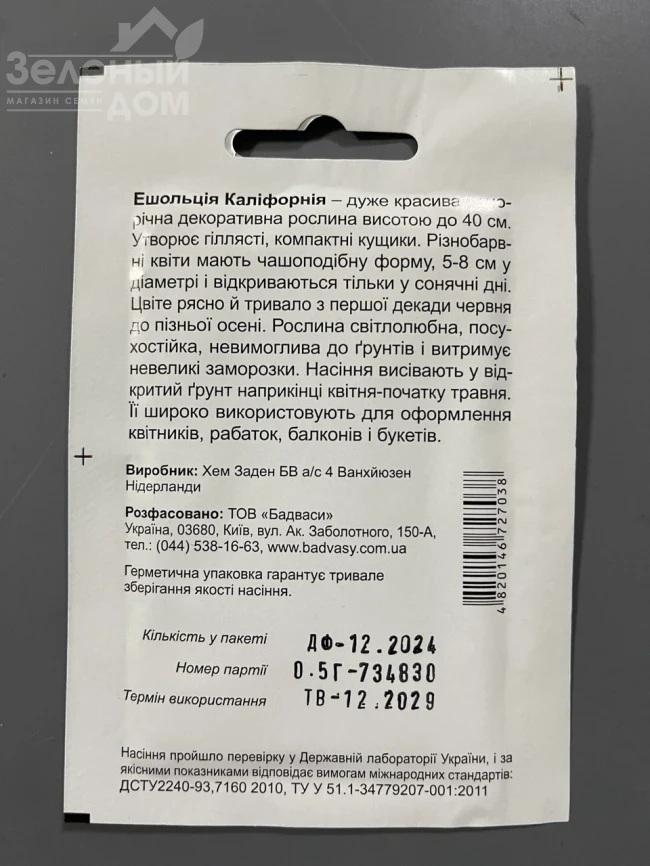 Зеленый
МАГАЗИН СЕМЯН
ДОМ
Ешольція Каліфорнія – дуже красива
річна декоративна рослина висотою до 40 см.
Утворює гіллясті, компактні кущики. Різнобарв-
ні квіти мають чашоподібну форму, 5-8 см у
діаметрі і відкриваються тільки у сонячні дні.
Цвіте рясно й тривало з першої декади червня
до пізньої осені. Рослина світлолюбна, посу-
хостійка, невимоглива до ґрунтів і витримує
невеликі заморозки. Насіння висівають у від-
критий ґрунт наприкінці квітня-початку травня.
Її широко використовують для оформлення
квітників, рабаток, балконів і букетів.
Виробник: Хем Заден БВ а/с 4 Ванхйюзен
Нідерланди
Розфасовано: ТОВ «Бадваси»
Україна, 03680, Київ, вул. Ак. Заболотного, 150-А,
тел.: (044) 538-16-63, www.badvasy.com.ua
Герметична упаковка гарантує тривале
зберігання якості насіння.
4 820146 727038
Кількість у пакеті ДФ-12.2024
Номер партії 0.5Г-734830
Термін використання ТВ-12.2029
Насіння пройшло перевірку у Державній лабораторії України, і за
якісними показниками відповідає вимогам міжнародних стандартів:
ДСТУ2240-93,7160 2010, ТУ У 51.1-34779207-001:2011